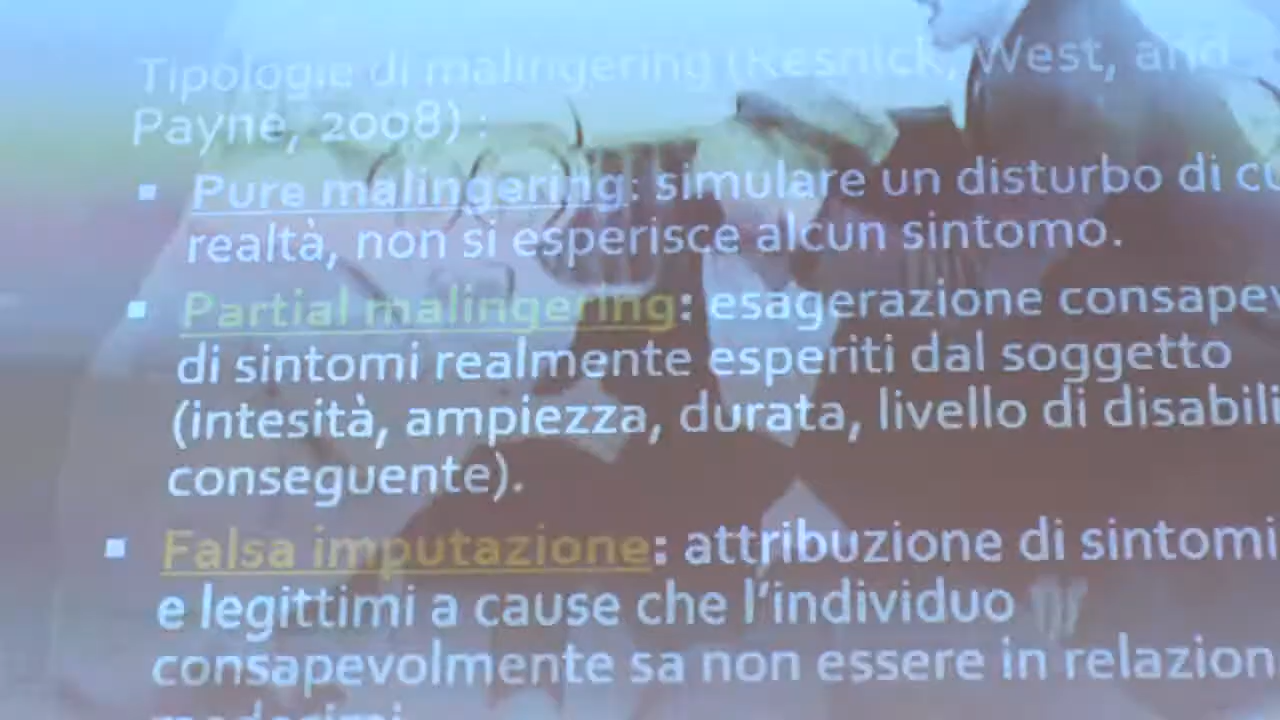 Tipologie di malingering (Resnick, West, and
Payne, 2008) :
▪ Pure malingering: simulare un disturbo di cu
realtà, non si esperisce alcun sintomo.
▪ Partial malingering: esagerazione consapev
di sintomi realmente esperiti dal soggetto
(intesità, ampiezza, durata, livello di disabili
conseguente).
▪ Falsa imputazione: attribuzione di sintomi
e legittimi a cause che l'individuo
consapevolmente sa non essere in relazion
medesimi